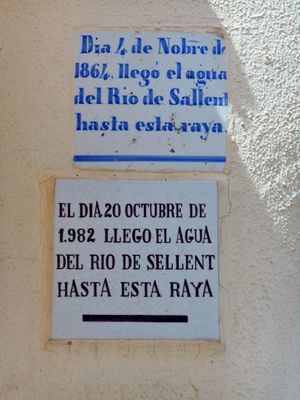 Dia 4 de Nobre de
1864, llegó el agua
del Rio de Sallent
hasta esta raya.
EL DIA 20 OCTUBRE DE
1.982 LLEGO EL AGUA
DEL RIO DE SELLENT
HASTA ESTA RAYA